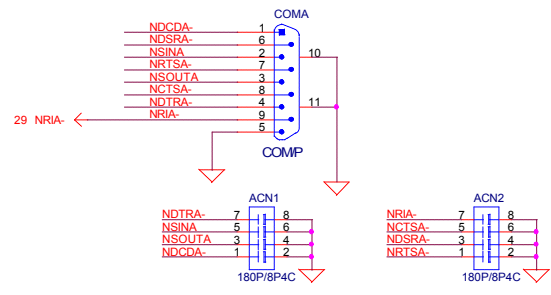 COMA
NDCDA- 1
NDSRA- 6
NSINA 2 10
NRTSA- 7
NSOUTA 3
NCTSA- 8
NDTRA- 4 11
29 NRIA- NRIA- 9
5
COM/P
ACN1 ACN2
NDTRA- 7 8 NRIA- 7 8
NSINA 5 6 NCTSA- 5 6
NSOUTA 3 4 NDSRA- 3 4
NDCDA- 1 2 NRTSA- 1 2
180P/8P4C 180P/8P4C